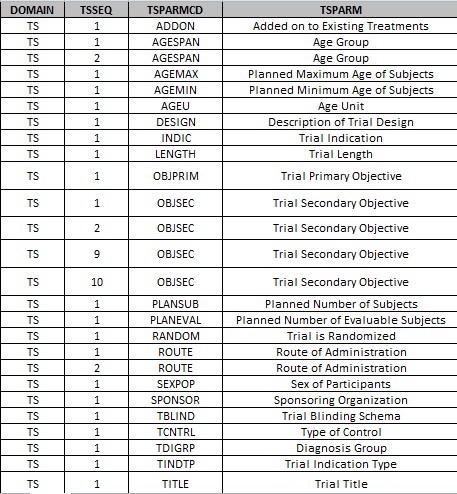 DOMAIN TSSEQ TSPARMCD TSPARM
TS 1 ADDON Added on to Existing Treatments
TS 1 AGESPAN Age Group
TS 2 AGESPAN Age Group
TS 1 AGEMAX Planned Maximum Age of Subjects
TS 1 AGEMIN Planned Minimum Age of Subjects
TS 1 AGEU Age Unit
TS 1 DESIGN Description of Trial Design
TS 1 INDIC Trial Indication
TS 1 LENGTH Trial Length
TS 1 OBJPRIM Trial Primary Objective
TS 1 OBJSEC Trial Secondary Objective
TS 2 OBJSEC Trial Secondary Objective
TS 9 OBJSEC Trial Secondary Objective
TS 10 OBJSEC Trial Secondary Objective
TS 1 PLANSUB Planned Number of Subjects
TS 1 PLANEVAL Planned Number of Evaluable Subjects
TS 1 RANDOM Trial is Randomized
TS 1 ROUTE Route of Administration
TS 2 ROUTE Route of Administration
TS 1 SEXPOP Sex of Participants
TS 1 SPONSOR Sponsoring Organization
TS 1 TBLIND Trial Blinding Schema
TS 1 TCNTRL Type of Control
TS 1 TDIGRP Diagnosis Group
TS 1 TINDTP Trial Indication Type
TS 1 TITLE Trial Title